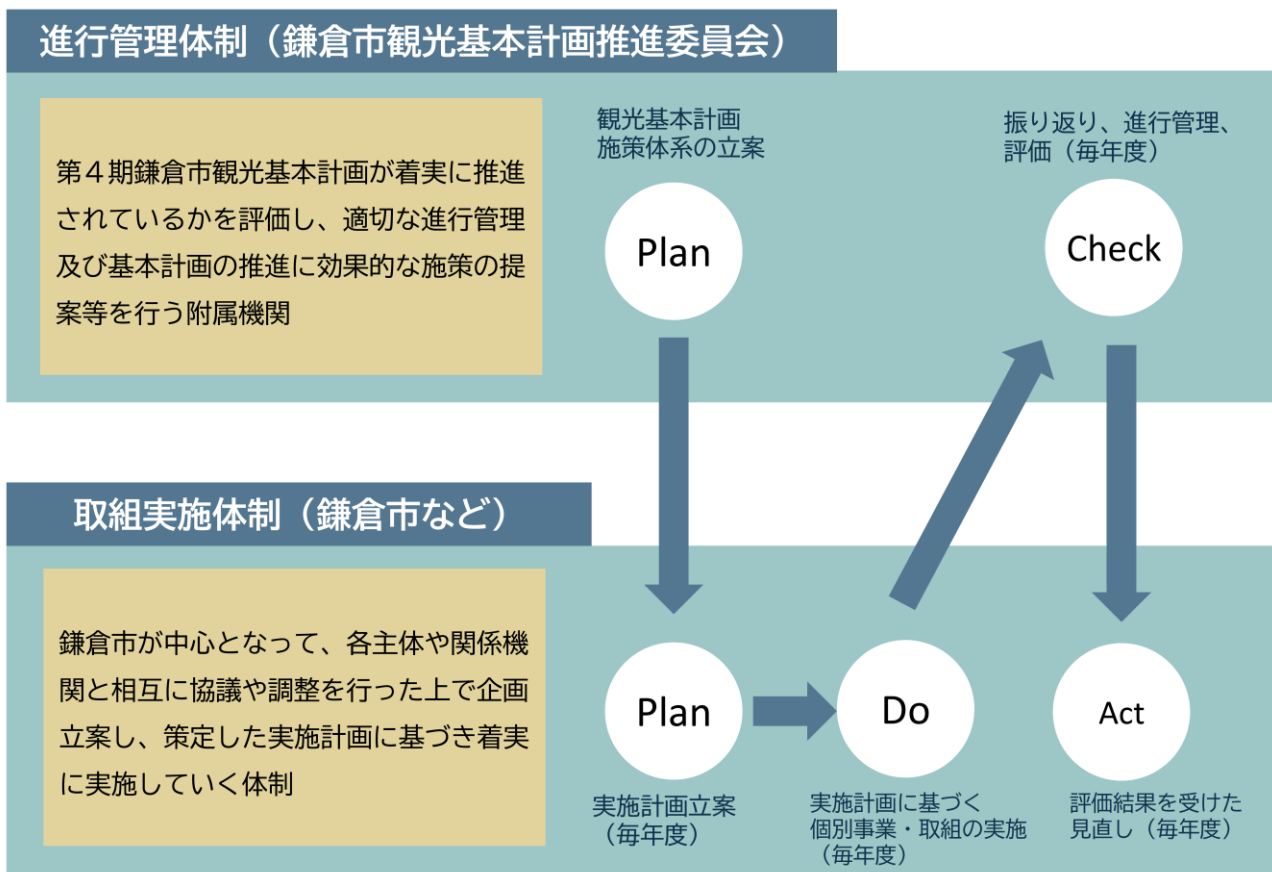 進行管理体制（鎌倉市観光基本計画推進委員会）
第４期鎌倉市観光基本計画が着実に推進
されているかを評価し、適切な進行管理
及び基本計画の推進に効果的な施策の提
案等を行う附属機関
観光基本計画
施策体系の立案
Plan
振り返り、進行管理、
評価（毎年度）
Check
取組実施体制（鎌倉市など）
鎌倉市が中心となって、各主体や関係機
関と相互に協議や調整を行った上で企画
立案し、策定した実施計画に基づき着実
に実施していく体制
Plan
実施計画立案
（毎年度）
Do
実施計画に基づく
個別事業・取組の実施
（毎年度）
Act
評価結果を受けた
見直し（毎年度）